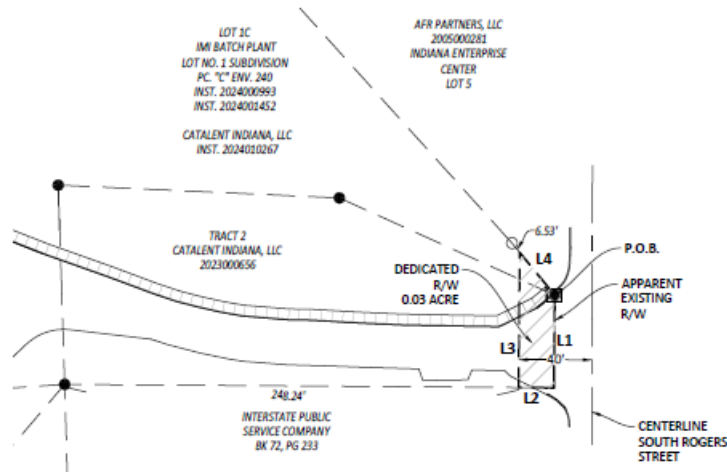 LOT 1C
IMI BATCH PLANT
LOT NO. 1 SUBDIVISION
PC. "C" ENV. 240
INST. 2024000993
INST. 2024001452
CATALENT INDIANA, LLC
INST. 2024010267
AFR PARTNERS, LLC
2005000281
INDIANA ENTERPRISE
CENTER
LOT 5
TRACT 2
CATALENT INDIANA, LLC
2023000656
6.53'
L4
P.O.B.
DEDICATED
R/W
0.03 ACRE
APPARENT
EXISTING
R/W
L3
L1
40'
L2
248.24'
INTERSTATE PUBLIC
SERVICE COMPANY
BK 72, PG 233
CENTERLINE
SOUTH ROGERS
STREET